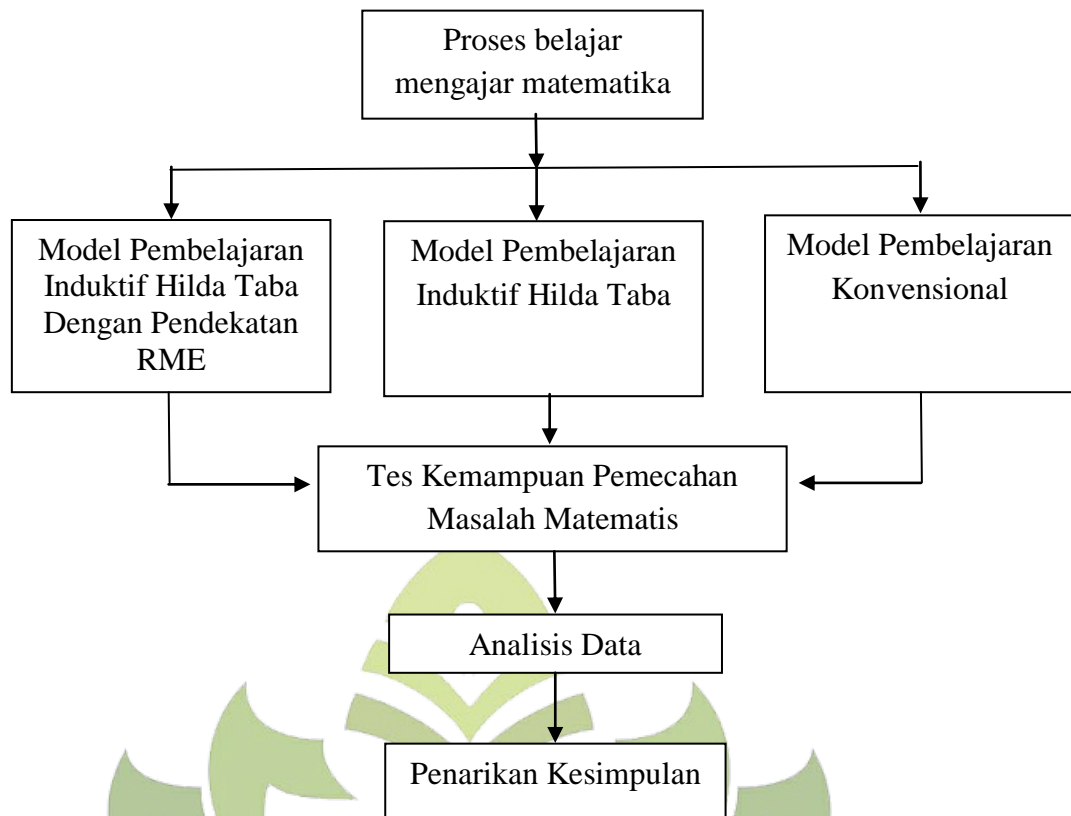 Proses belajar
mengajar matematika
Model Pembelajaran
Induktif Hilda Taba
Dengan Pendekatan
RME
Model Pembelajaran
Induktif Hilda Taba
Model Pembelajaran
Konvensional
Tes Kemampuan Pemecahan
Masalah Matematis
Analisis Data
Penarikan Kesimpulan